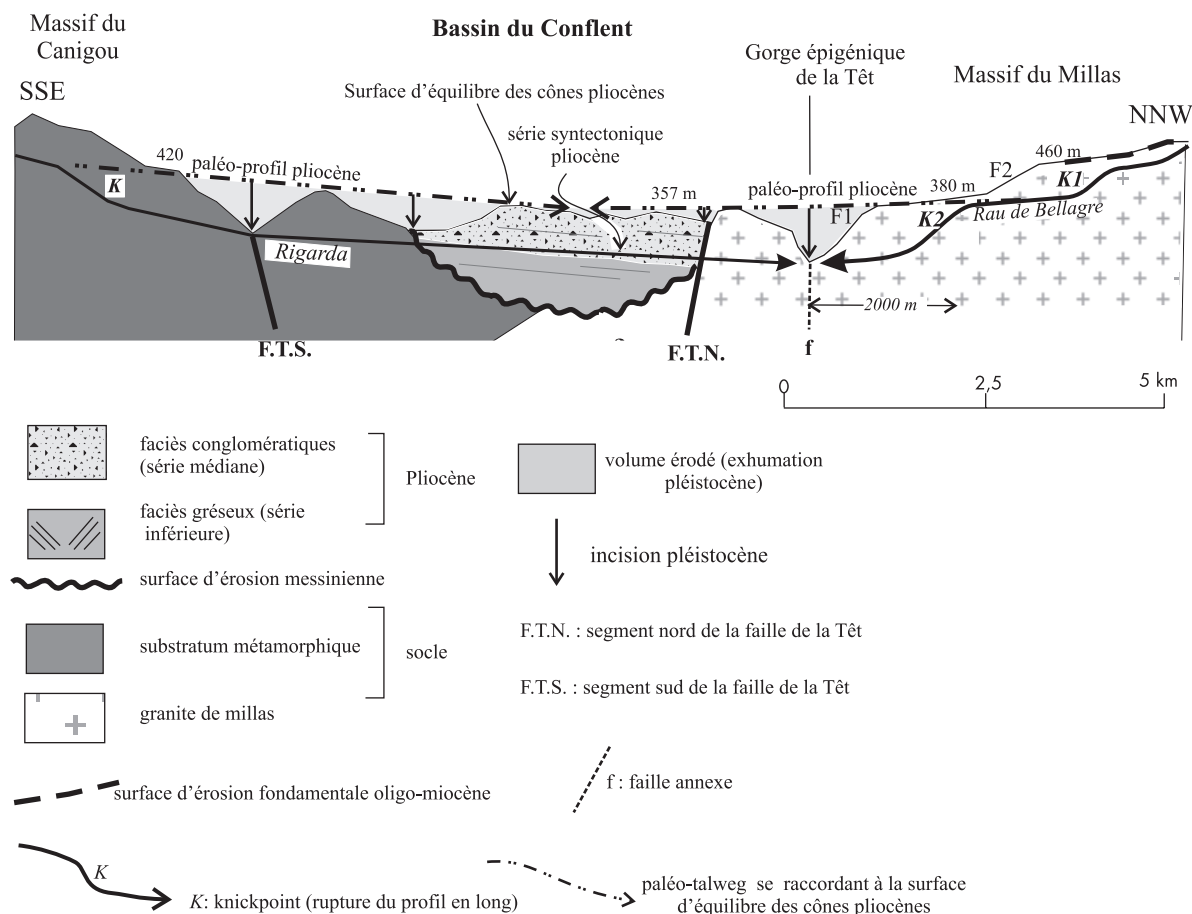 Massif du
Canigou
SSE
Bassin du Conflent
Gorge épigénique
de la Têt
Massif du Millas
NNW
Surface d'équilibre des cônes pliocènes
série syntectonique
pliocène
420
paléo-profil pliocène
K
357 m
paléo-profil pliocène
380 m
F2
460 m
K1
F1
K2
Rau de Bellagre
Rigarda
2000 m
F.T.S.
F.T.N.
f
0
2,5
5 km
faciès conglomératiques
(série médiane)
Pliocène
faciès gréseux (série
inférieure)
surface d'érosion messinienne
substratum métamorphique
socle
granite de millas
surface d'érosion fondamentale oligo-miocène
K
K: knickpoint (rupture du profil en long)
volume érodé (exhumation
pléistocène)
incision pléistocène
F.T.N. : segment nord de la faille de la Têt
F.T.S. : segment sud de la faille de la Têt
f : faille annexe
paléo-talweg se raccordant à la surface
d'équilibre des cônes pliocènes